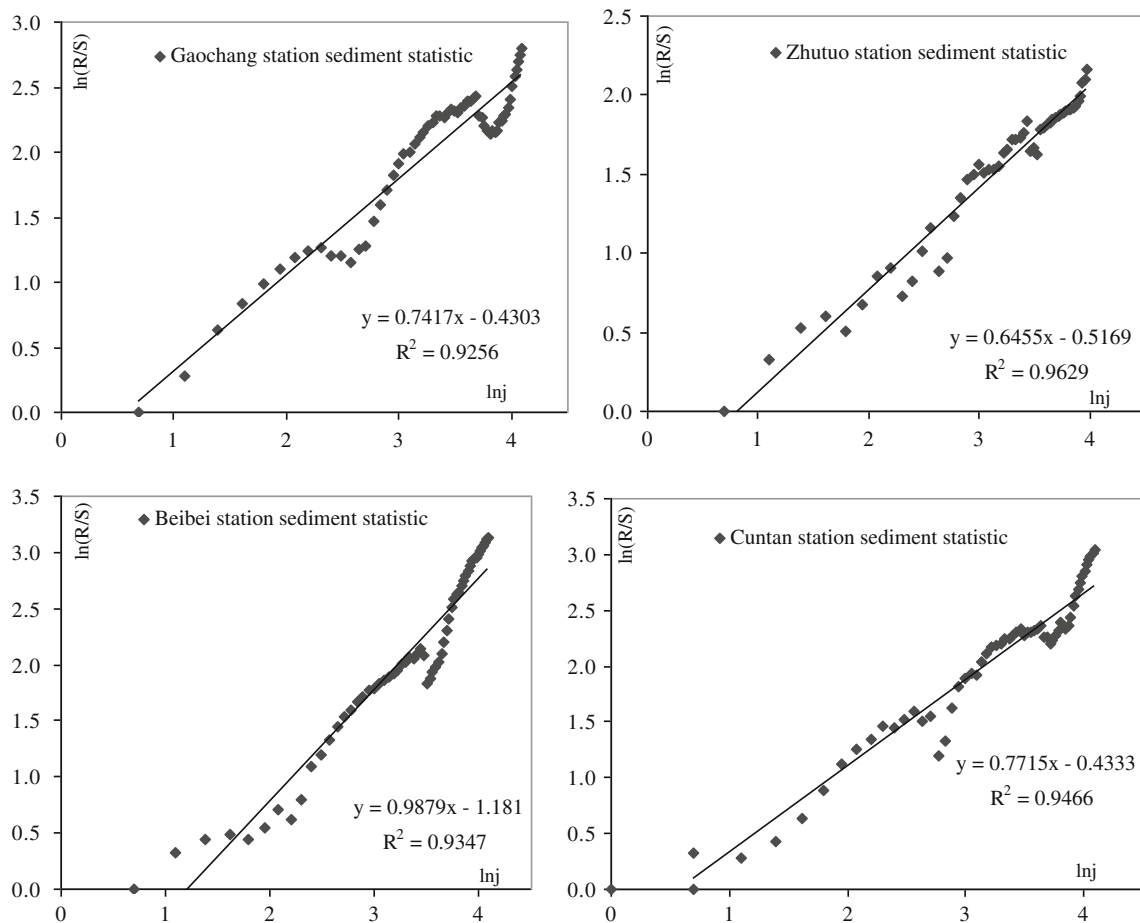 ln(R/S)
Gaochang station sediment statistic
3.0
2.5
2.0
1.5
1.0
0.5
0.0
y = 0.7417x - 0.4303
R² = 0.9256
lnj
0 1 2 3 4
ln(R/S)
Zhutuo station sediment statistic
2.5
2.0
1.5
1.0
0.5
0.0
y = 0.6455x - 0.5169
R² = 0.9629
lnj
0 1 2 3 4
ln(R/S)
Beibei station sediment statistic
3.5
3.0
2.5
2.0
1.5
1.0
0.5
0.0
y = 0.9879x - 1.181
R² = 0.9347
lnj
0 1 2 3 4
ln(R/S)
Cuntan station sediment statistic
3.5
3.0
2.5
2.0
1.5
1.0
0.5
0.0
y = 0.7715x - 0.4333
R² = 0.9466
lnj
0 1 2 3 4